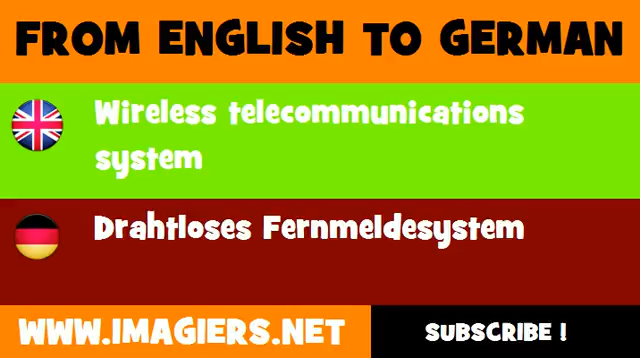 FROM ENGLISH TO GERMAN
Wireless telecommunications
system
Drahtloses Fernmeldesystem
WWW.IMAGIERS.NET
SUBSCRIBE !